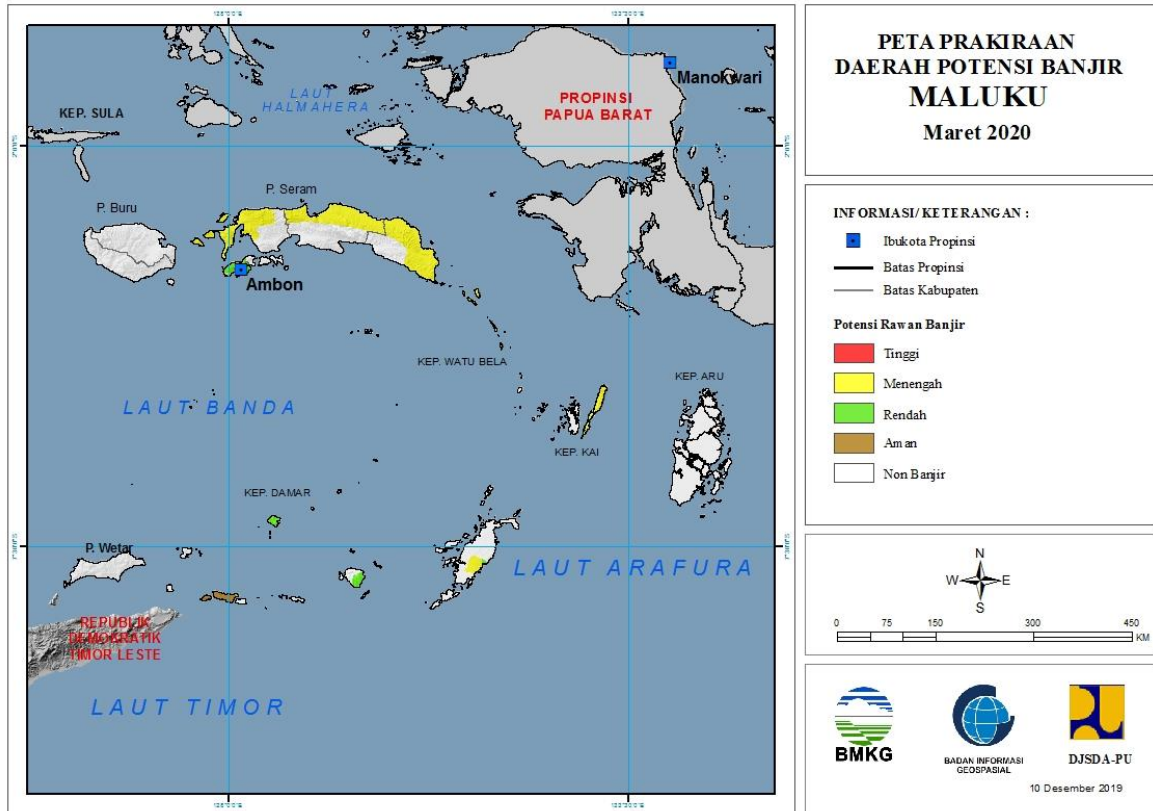 PETA PRAKIRAAN
DAERAH POTENSI BANJIR
MALUKU
Maret 2020
Manokwari
LAUT
HALMAHERA
PROPINSI
PAPUA BARAT
KEP. SULA
P. Seram
P. Buru
Ambon
KEP. WATU BELA
KEP. ARU
LAUT BANDA
KEP. KAI
KEP. DAMAR
P. Wetar
LAUT ARAFURA
REPUBLIK
DEMOARATIK
TIMOR LESTE
LAUT TIMOR
INFORMASI/ KETERANGAN :
Ibukota Propinsi
Batas Propinsi
Batas Kabupaten
Potensi Rawan Banjir
Tinggi
Menengah
Rendah
Aman
Non Banjir
N
W E
S
0 75 150 300 450
KM
BMKG
BADAN INFORMASI
GEOSPASIAL
DJSDA-PU
10 Desember 2019